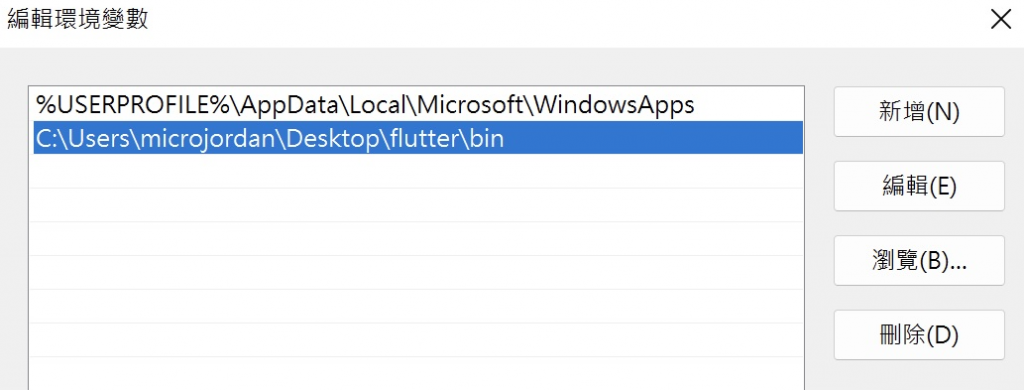 編輯環境變數
%USERPROFILE%\AppData\Local\Microsoft\WindowsApps
C:\Users\microjordan\Desktop\flutter\bin
新增(N)
編輯(E)
瀏覽(B)...
刪除(D)